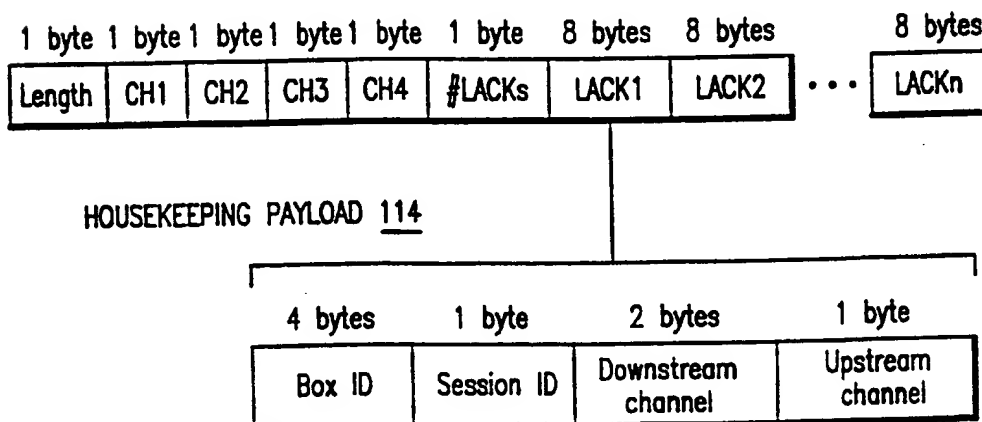 1 byte 1 byte 1 byte 1 byte 1 byte 1 byte 8 bytes 8 bytes 8 bytes
Length CH1 CH2 CH3 CH4 #LACKs LACK1 LACK2 • • • LACKn
HOUSEKEEPING PAYLOAD 114
4 bytes 1 byte 2 bytes 1 byte
Box ID Session ID Downstream channel Upstream channel